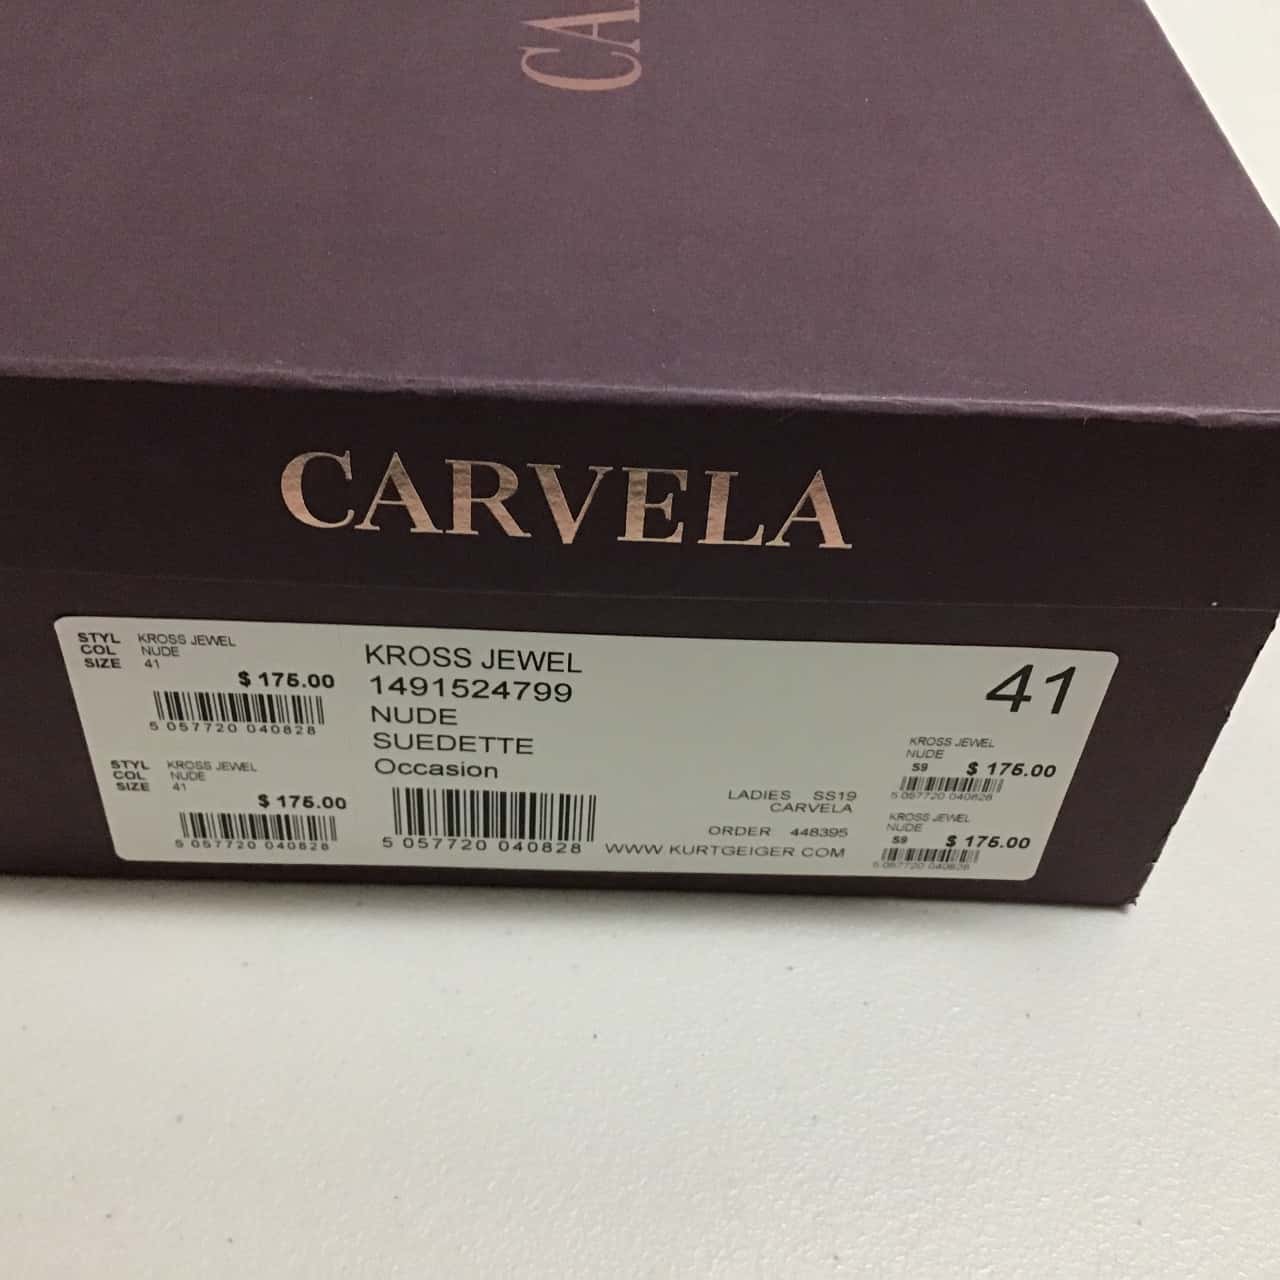 CA
CARVELA
STYL KROSS JEWEL
COL NUDE
SIZE 41
$ 175.00
5 057720 040828
STYL KROSS JEWEL
COL NUDE
SIZE 41
$ 175.00
5 057720 040828
KROSS JEWEL
1491524799
NUDE
SUEDETTE
Occasion
5 057720 040828
LADIES SS19
CARVELA
ORDER 448395
WWW KURTGEIGER COM
41
KROSS JEWEL
NUDE
S9 $ 175.00
5 057720 040828
KROSS JEWEL
NUDE
S9 $ 175.00
5 057720 040828